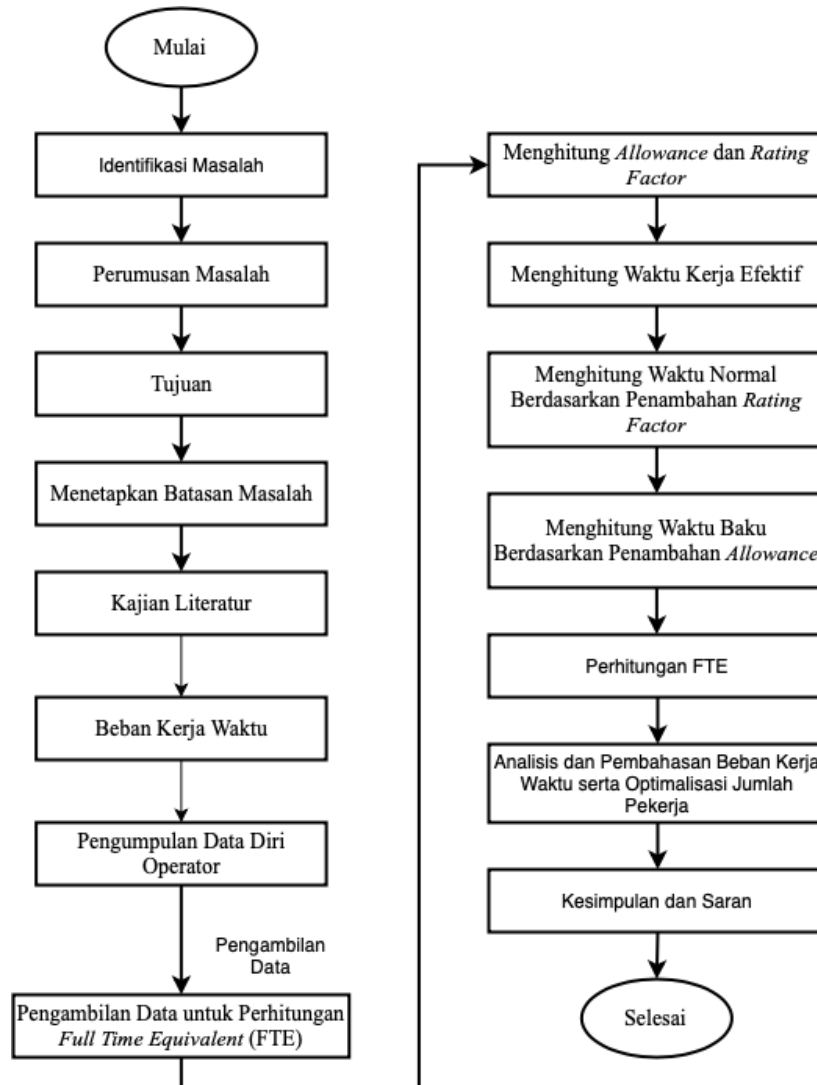 Mulai
Identifikasi Masalah
Perumusan Masalah
Tujuan
Menetapkan Batasan Masalah
Kajian Literatur
Beban Kerja Waktu
Pengumpulan Data Diri
Operator
Pengambilan
Data
Pengambilan Data untuk Perhitungan
Full Time Equivalent (FTE)
Menghitung Allowance dan Rating
Factor
Menghitung Waktu Kerja Efektif
Menghitung Waktu Normal
Berdasarkan Penambahan Rating
Factor
Menghitung Waktu Baku
Berdasarkan Penambahan Allowance
Perhitungan FTE
Analisis dan Pembahasan Beban Kerja
Waktu serta Optimalisasi Jumlah
Pekerja
Kesimpulan dan Saran
Selesai